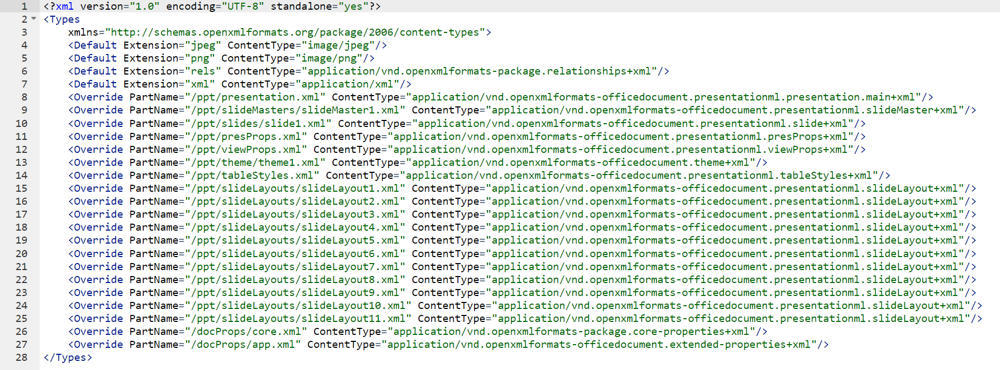 1 <?xml version="1.0" encoding="UTF-8" standalone="yes"?>
2 <Types
3 xmlns="http://schemas.openxmlformats.org/package/2006/content-types">
4 <Default Extension="jpeg" ContentType="image/jpeg"/>
5 <Default Extension="png" ContentType="image/png"/>
6 <Default Extension="rels" ContentType="application/vnd.openxmlformats-package.relationships+xml"/>
7 <Default Extension="xml" ContentType="application/xml"/>
8 <Override PartName="/ppt/presentation.xml" ContentType="application/vnd.openxmlformats-officedocument.presentationml.presentation.main+xml"/>
9 <Override PartName="/ppt/slideMasters/slideMaster1.xml" ContentType="application/vnd.openxmlformats-officedocument.presentationml.slideMaster+xml"/>
10 <Override PartName="/ppt/slides/slide1.xml" ContentType="application/vnd.openxmlformats-officedocument.presentationml.slide+xml"/>
11 <Override PartName="/ppt/presProps.xml" ContentType="application/vnd.openxmlformats-officedocument.presentationml.presProps+xml"/>
12 <Override PartName="/ppt/viewProps.xml" ContentType="application/vnd.openxmlformats-officedocument.presentationml.viewProps+xml"/>
13 <Override PartName="/ppt/theme/theme1.xml" ContentType="application/vnd.openxmlformats-officedocument.theme+xml"/>
14 <Override PartName="/ppt/tableStyles.xml" ContentType="application/vnd.openxmlformats-officedocument.presentationml.tableStyles+xml"/>
15 <Override PartName="/ppt/slideLayouts/slideLayout1.xml" ContentType="application/vnd.openxmlformats-officedocument.presentationml.slideLayout+xml"/>
16 <Override PartName="/ppt/slideLayouts/slideLayout2.xml" ContentType="application/vnd.openxmlformats-officedocument.presentationml.slideLayout+xml"/>
17 <Override PartName="/ppt/slideLayouts/slideLayout3.xml" ContentType="application/vnd.openxmlformats-officedocument.presentationml.slideLayout+xml"/>
18 <Override PartName="/ppt/slideLayouts/slideLayout4.xml" ContentType="application/vnd.openxmlformats-officedocument.presentationml.slideLayout+xml"/>
19 <Override PartName="/ppt/slideLayouts/slideLayout5.xml" ContentType="application/vnd.openxmlformats-officedocument.presentationml.slideLayout+xml"/>
20 <Override PartName="/ppt/slideLayouts/slideLayout6.xml" ContentType="application/vnd.openxmlformats-officedocument.presentationml.slideLayout+xml"/>
21 <Override PartName="/ppt/slideLayouts/slideLayout7.xml" ContentType="application/vnd.openxmlformats-officedocument.presentationml.slideLayout+xml"/>
22 <Override PartName="/ppt/slideLayouts/slideLayout8.xml" ContentType="application/vnd.openxmlformats-officedocument.presentationml.slideLayout+xml"/>
23 <Override PartName="/ppt/slideLayouts/slideLayout9.xml" ContentType="application/vnd.openxmlformats-officedocument.presentationml.slideLayout+xml"/>
24 <Override PartName="/ppt/slideLayouts/slideLayout10.xml" ContentType="application/vnd.openxmlformats-officedocument.presentationml.slideLayout+xml"/>
25 <Override PartName="/ppt/slideLayouts/slideLayout11.xml" ContentType="application/vnd.openxmlformats-officedocument.presentationml.slideLayout+xml"/>
26 <Override PartName="/docProps/core.xml" ContentType="application/vnd.openxmlformats-package.core-properties+xml"/>
27 <Override PartName="/docProps/app.xml" ContentType="application/vnd.openxmlformats-officedocument.extended-properties+xml"/>
28 </Types>